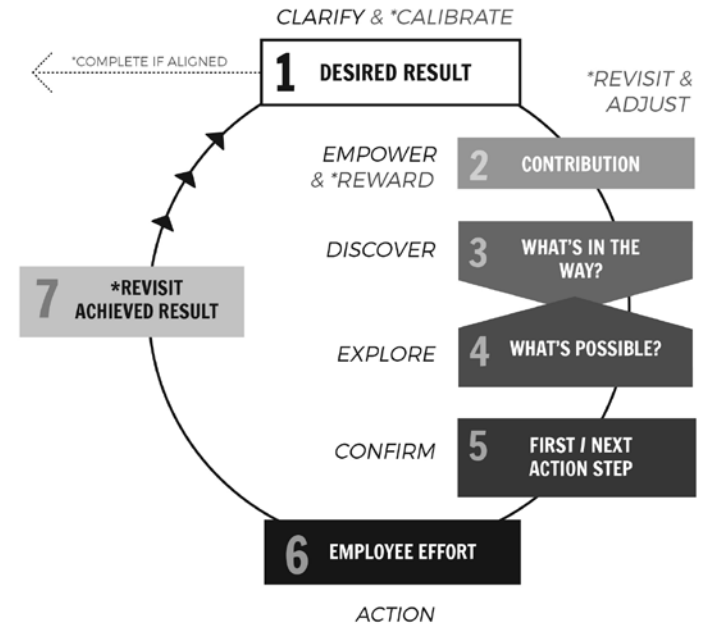 CLARIFY & *CALIBRATE
*COMPLETE IF ALIGNED
1 DESIRED RESULT
*REVISIT &
ADJUST
EMPOWER
& *REWARD
2 CONTRIBUTION
DISCOVER
3 WHAT'S IN THE
WAY?
EXPLORE
4 WHAT'S POSSIBLE?
CONFIRM
5 FIRST / NEXT
ACTION STEP
6 EMPLOYEE EFFORT
ACTION
7 *REVISIT
ACHIEVED RESULT